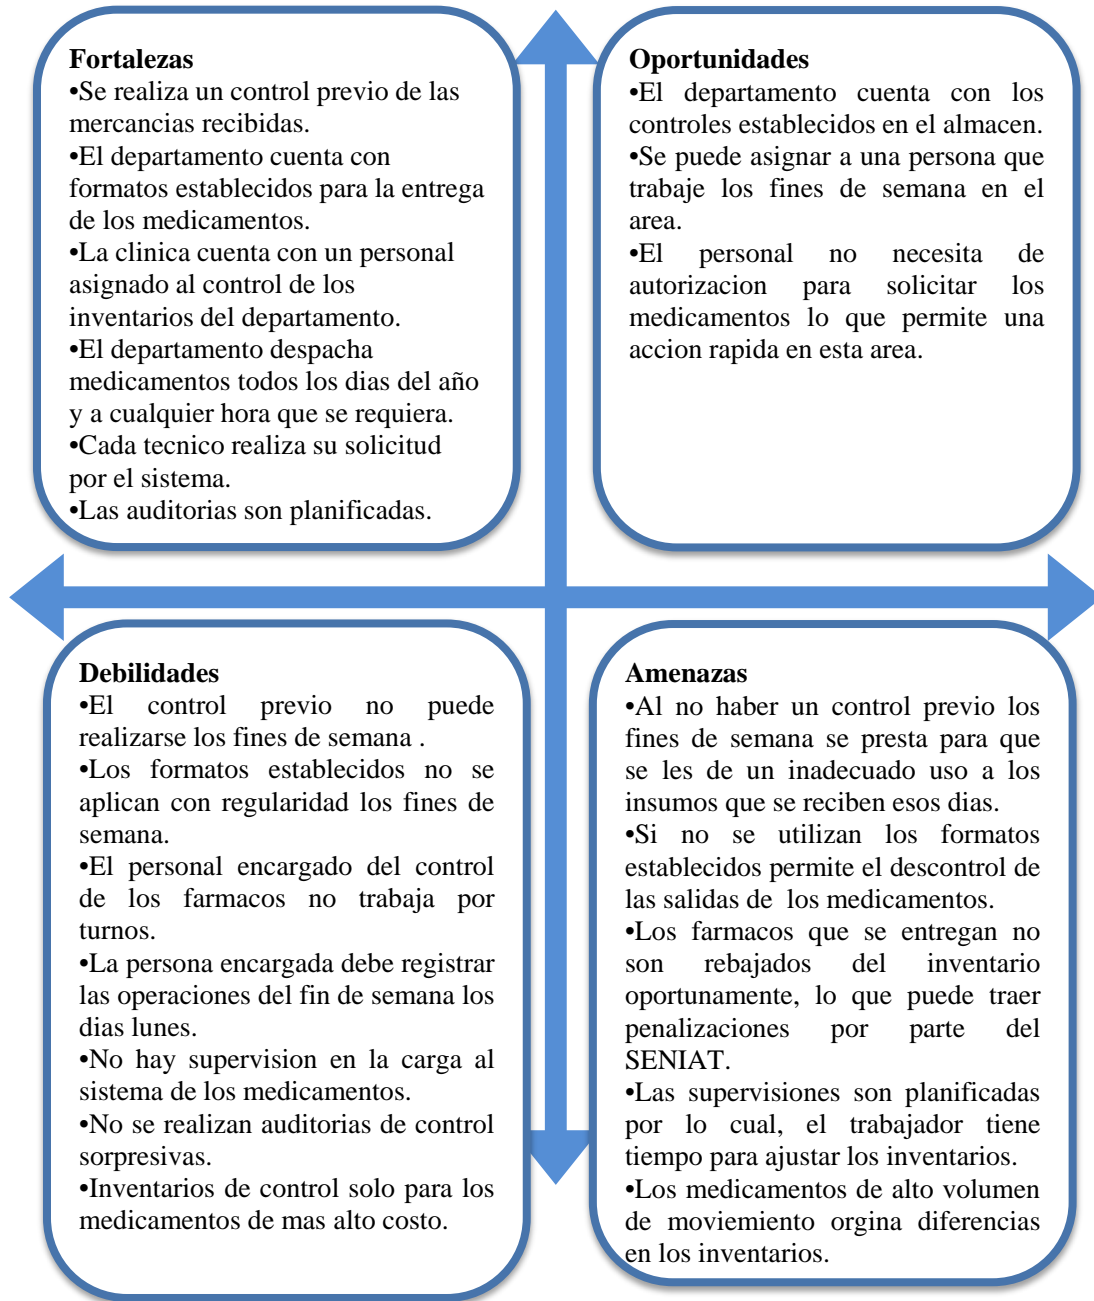 Fortalezas
•Se realiza un control previo de las
mercancias recibidas.
•El departamento cuenta con
formatos establecidos para la entrega
de los medicamentos.
•La clinica cuenta con un personal
asignado al control de los
inventarios del departamento.
•El departamento despacha
medicamentos todos los dias del año
y a cualquier hora que se requiera.
•Cada tecnico realiza su solicitud
por el sistema.
•Las auditorias son planificadas.
Oportunidades
•El departamento cuenta con los
controles establecidos en el almacen.
•Se puede asignar a una persona que
trabaje los fines de semana en el
area.
•El personal no necesita de
autorizacion para solicitar los
medicamentos lo que permite una
accion rapida en esta area.
Debilidades
•El control previo no puede
realizarse los fines de semana .
•Los formatos establecidos no se
aplican con regularidad los fines de
semana.
•El personal encargado del control
de los farmacos no trabaja por
turnos.
•La persona encargada debe registrar
las operaciones del fin de semana los
dias lunes.
•No hay supervision en la carga al
sistema de los medicamentos.
•No se realizan auditorias de control
sorpresivas.
•Inventarios de control solo para los
medicamentos de mas alto costo.
Amenazas
•Al no haber un control previo los
fines de semana se presta para que
se les de un inadecuado uso a los
insumos que se reciben esos dias.
•Si no se utilizan los formatos
establecidos permite el descontrol de
las salidas de  los medicamentos.
•Los farmacos que se entregan no
son rebajados del inventario
oportunamente, lo que puede traer
penalizaciones por parte del
SENIAT.
•Las supervisiones son planificadas
por lo cual, el trabajador tiene
tiempo para ajustar los inventarios.
•Los medicamentos de alto volumen
de moviemiento orgina diferencias
en los inventarios.